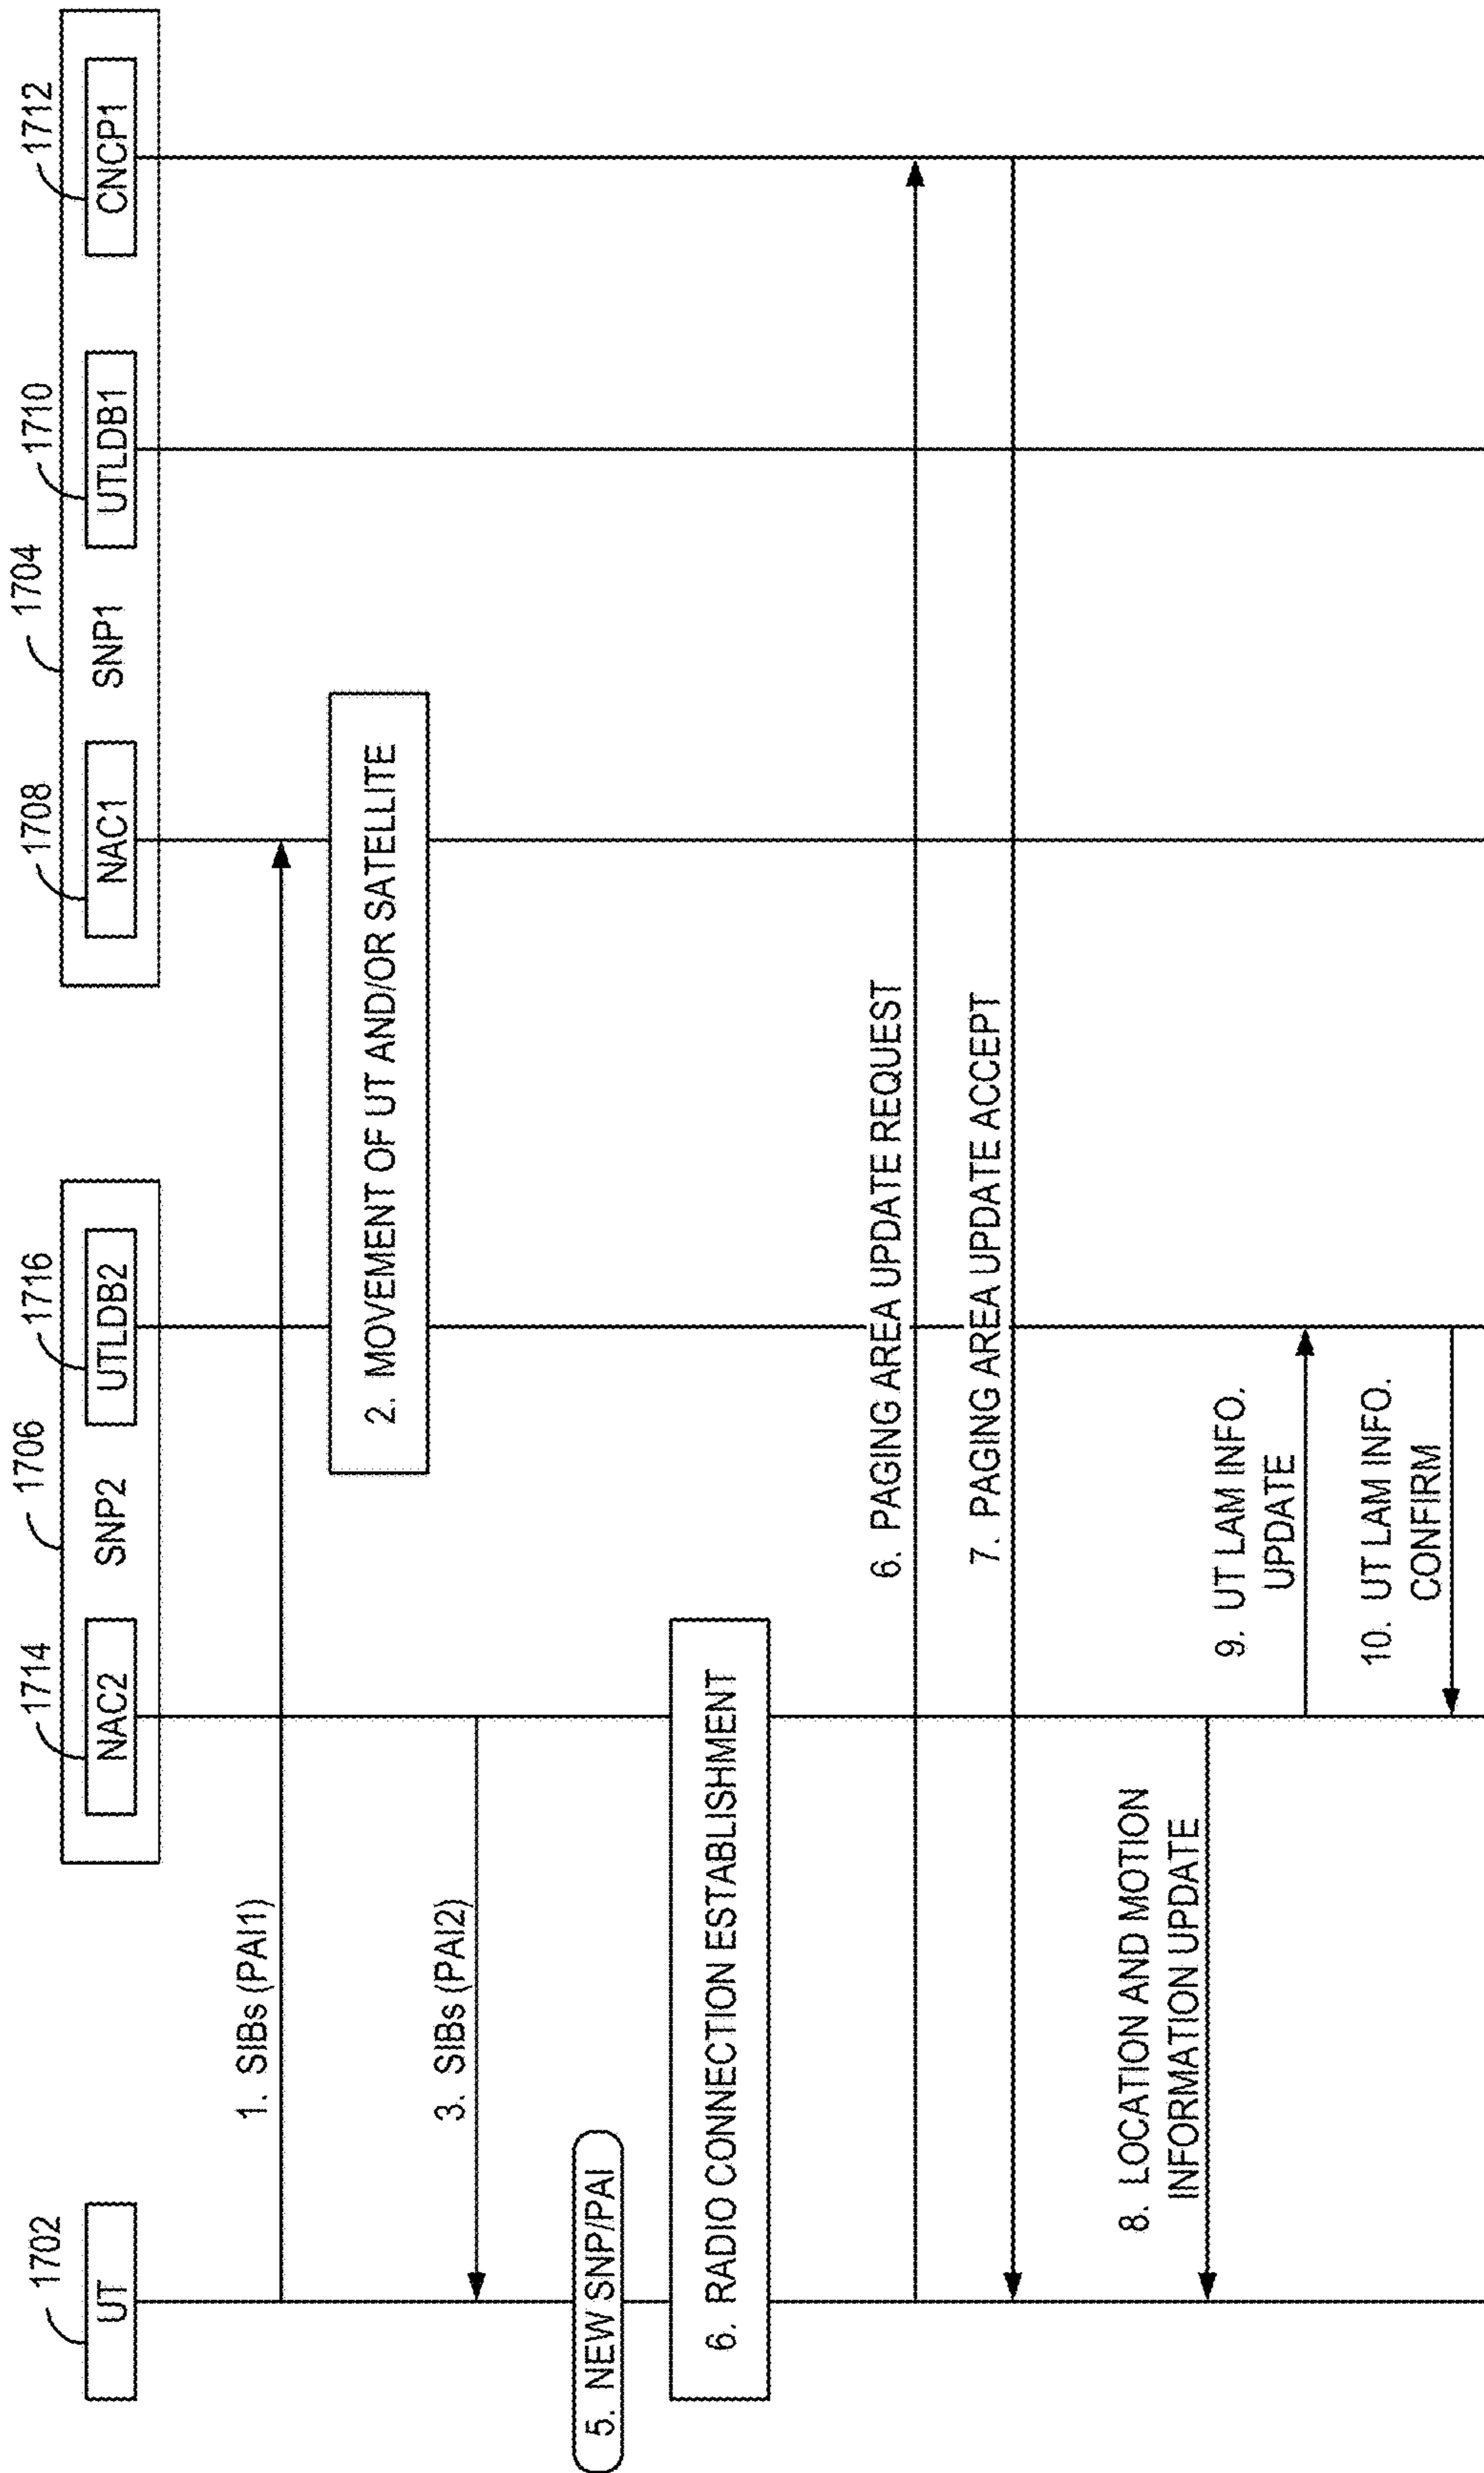 1702
UT
1714
NAC2
1706
SNP2
1716
UTLDB2
1708
NAC1
1704
SNP1
1710
UTLDB1
1712
CNCP1
1. SIBs (PAI1)
2. MOVEMENT OF UT AND/OR SATELLITE
3. SIBs (PAI2)
5. NEW SNP/PAI
6. RADIO CONNECTION ESTABLISHMENT
6. PAGING AREA UPDATE REQUEST
7. PAGING AREA UPDATE ACCEPT
8. LOCATION AND MOTION
INFORMATION UPDATE
9. UT LAM INFO.
UPDATE
10. UT LAM INFO.
CONFIRM